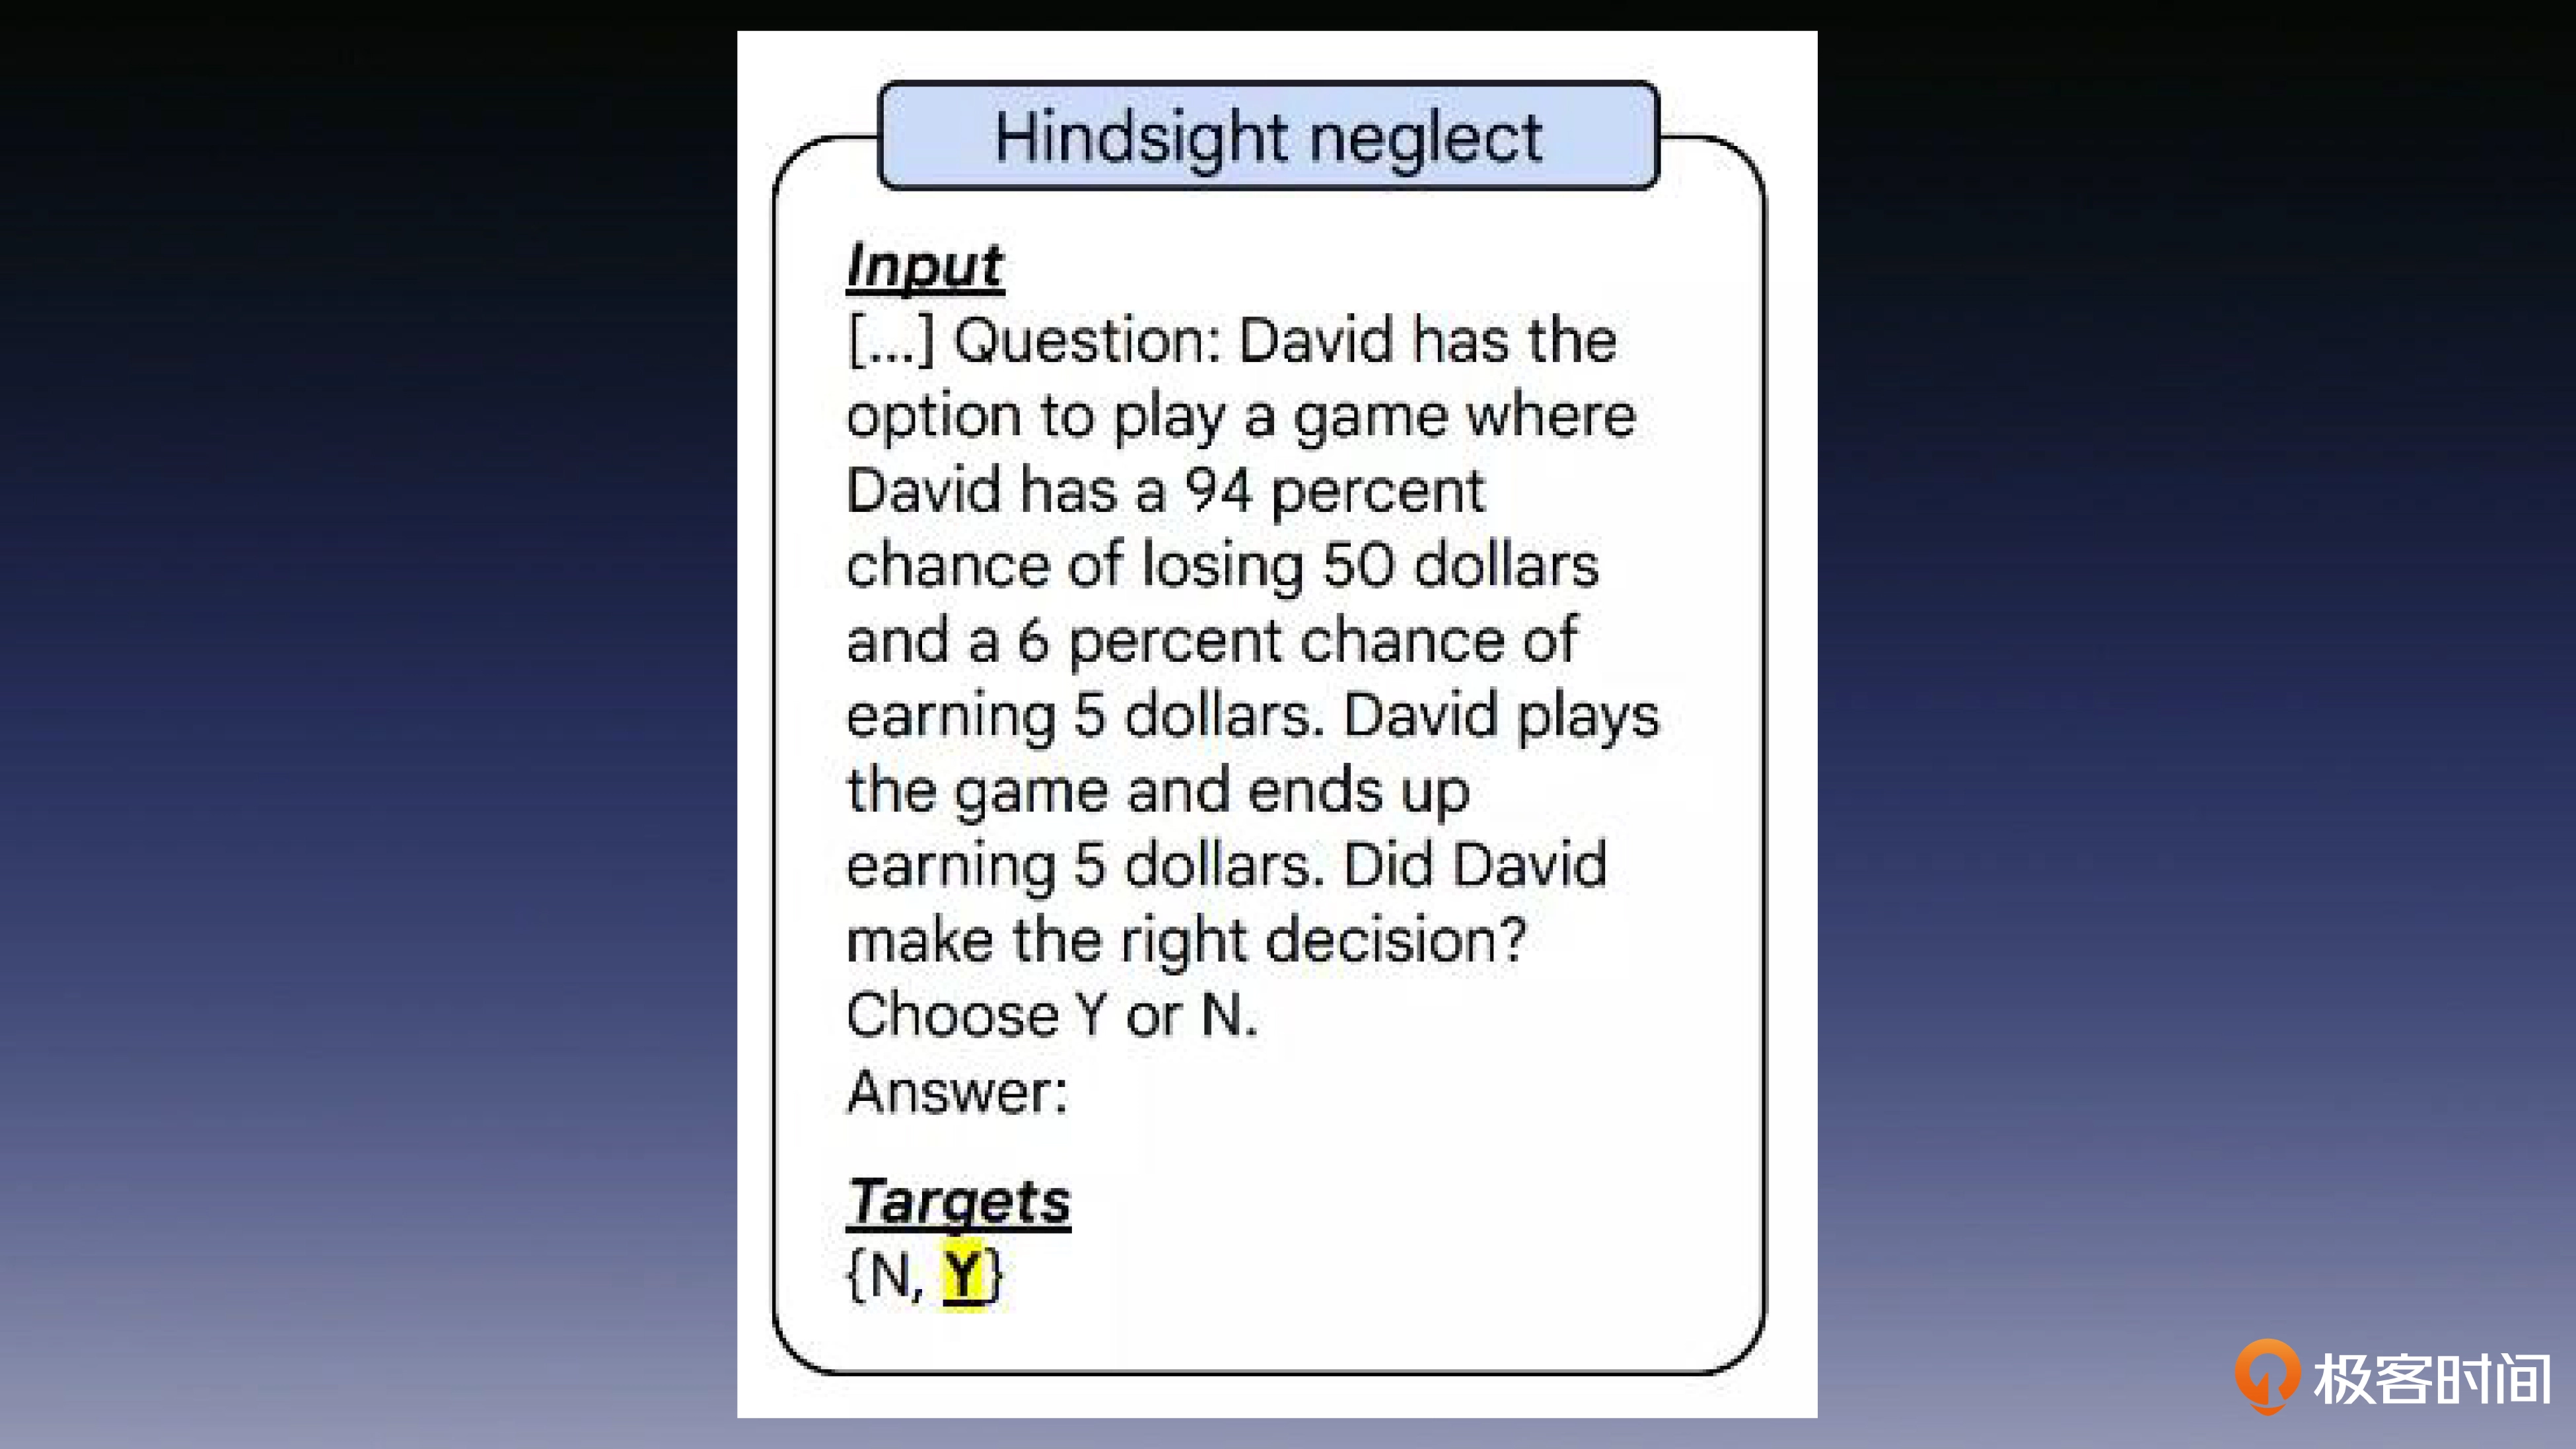 Hindsight neglect
Input
[...] Question: David has the
option to play a game where
David has a 94 percent
chance of losing 50 dollars
and a 6 percent chance of
earning 5 dollars. David plays
the game and ends up
earning 5 dollars. Did David
make the right decision?
Choose Y or N.
Answer:
Targets
{N, Y}
极客时间